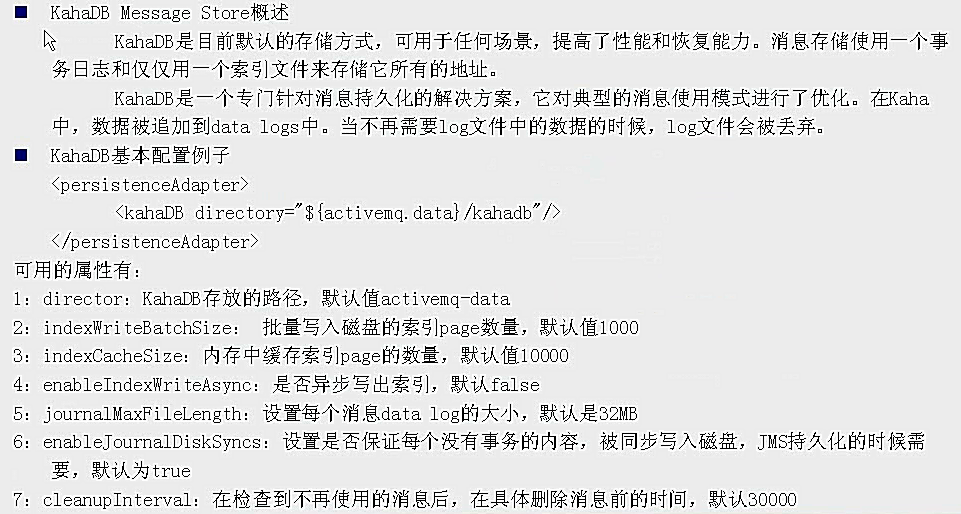 ■ KahaDB Message Store概述
KahaDB是目前默认的存储方式，可用于任何场景，提高了性能和恢复能力。消息存储使用一个事
务日志和仅仅用一个索引文件来存储它所有的地址。
KahaDB是一个专门针对消息持久化的解决方案，它对典型的消息使用模式进行了优化。在Kaha
中，数据被追加到data logs中。当不再需要log文件中的数据的时候，log文件会被丢弃。
■ KahaDB基本配置例子
<persistenceAdapter>
<kahaDB directory="${activemq.data}/kahadb"/>
</persistenceAdapter>
可用的属性有：
1：director：KahaDB存放的路径，默认值activemq-data
2：indexWriteBatchSize： 批量写入磁盘的索引page数量，默认值1000
3：indexCacheSize：内存中缓存索引page的数量，默认值10000
4：enableIndexWriteAsync：是否异步写出索引，默认false
5：journalMaxFileLength：设置每个消息data log的大小，默认是32MB
6：enableJournalDiskSyncs：设置是否保证每个没有事务的内容，被同步写入磁盘，JMS持久化的时候需
要，默认为true
7：cleanupInterval：在检查到不再使用的消息后，在具体删除消息前的时间，默认30000